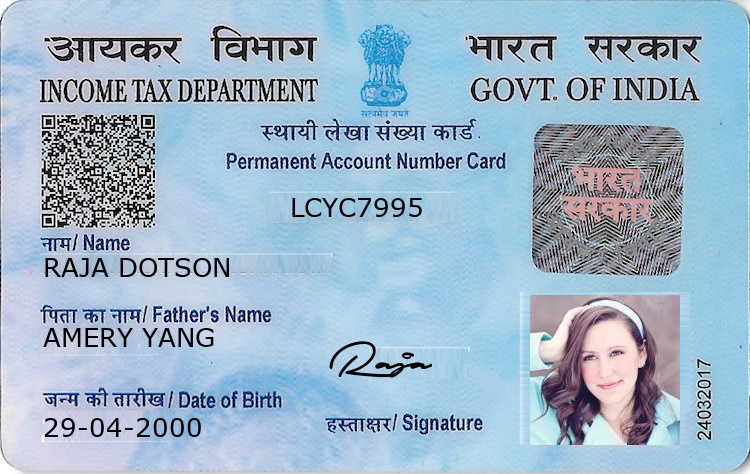 आयकर विभाग
INCOME TAX DEPARTMENT
भारत सरकार
GOVT. OF INDIA
सत्यमेव जयते
स्थायी लेखा संख्या कार्ड
Permanent Account Number Card
LCYC7995
भारत
सरकार
नाम/ Name
RAJA DOTSON
पिता का नाम/ Father's Name
AMERY YANG
Raja
जन्म की तारीख / Date of Birth
29-04-2000
हस्ताक्षर/ Signature
24032017